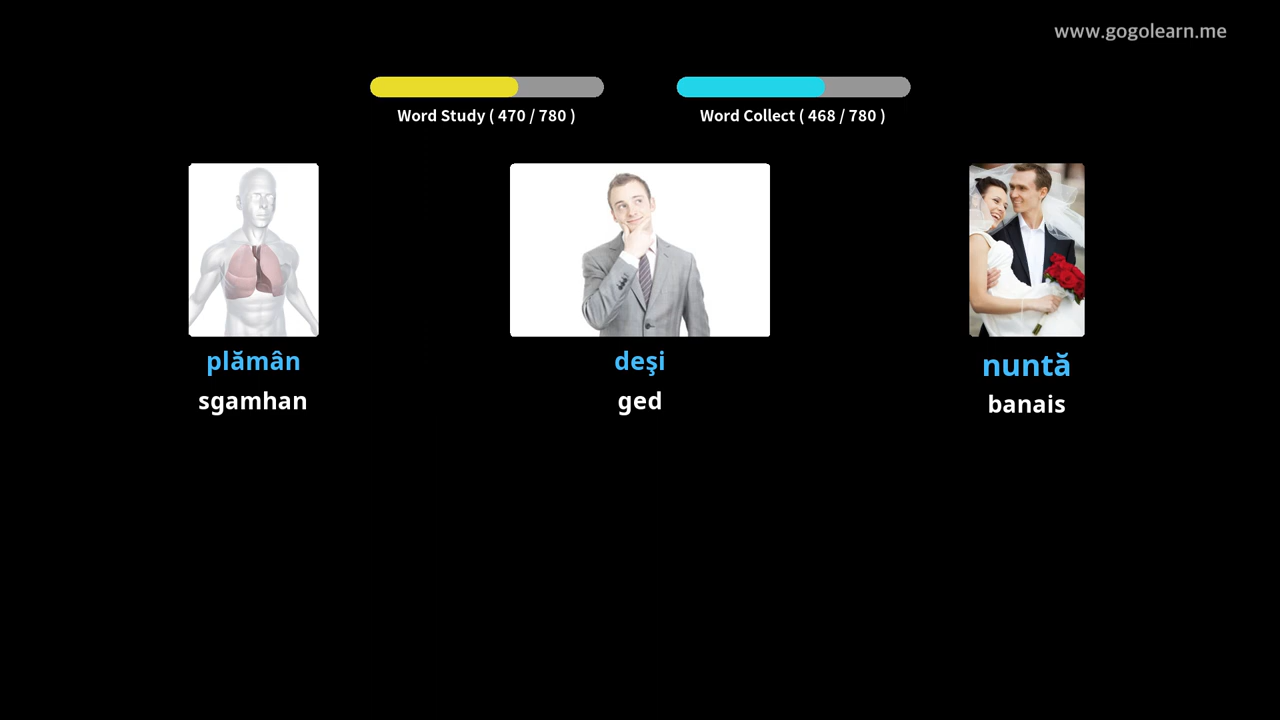 www.gogolearn.me
Word Study ( 470 / 780 )
Word Collect ( 468 / 780 )
plămân
deşi
nuntă
sgamhan
ged
banais